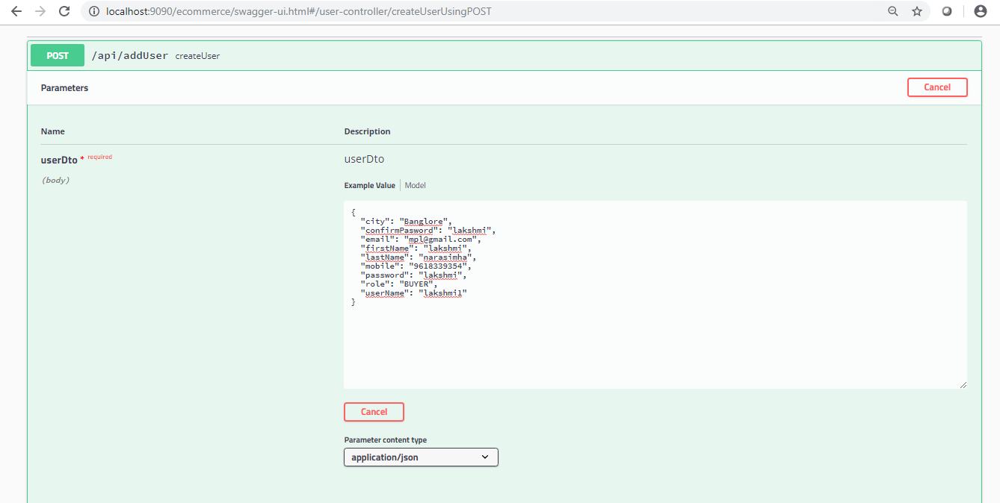 localhost:9090/ecommerce/swagger-ui.html#/user-controller/createUserUsingPOST
POST /api/addUser createUser
Parameters Cancel
Name Description
userDto * required userDto
(body)
Example Value Model
{
"city": "Banglore",
"confirmPasword": "lakshmi",
"email": "mpl@gmail.com",
"firstName": "lakshmi",
"lastName": "narasimha",
"mobile": "9618339354",
"password": "lakshmi",
"role": "BUYER",
"userName": "lakshmi1"
}
Cancel
Parameter content type
application/json